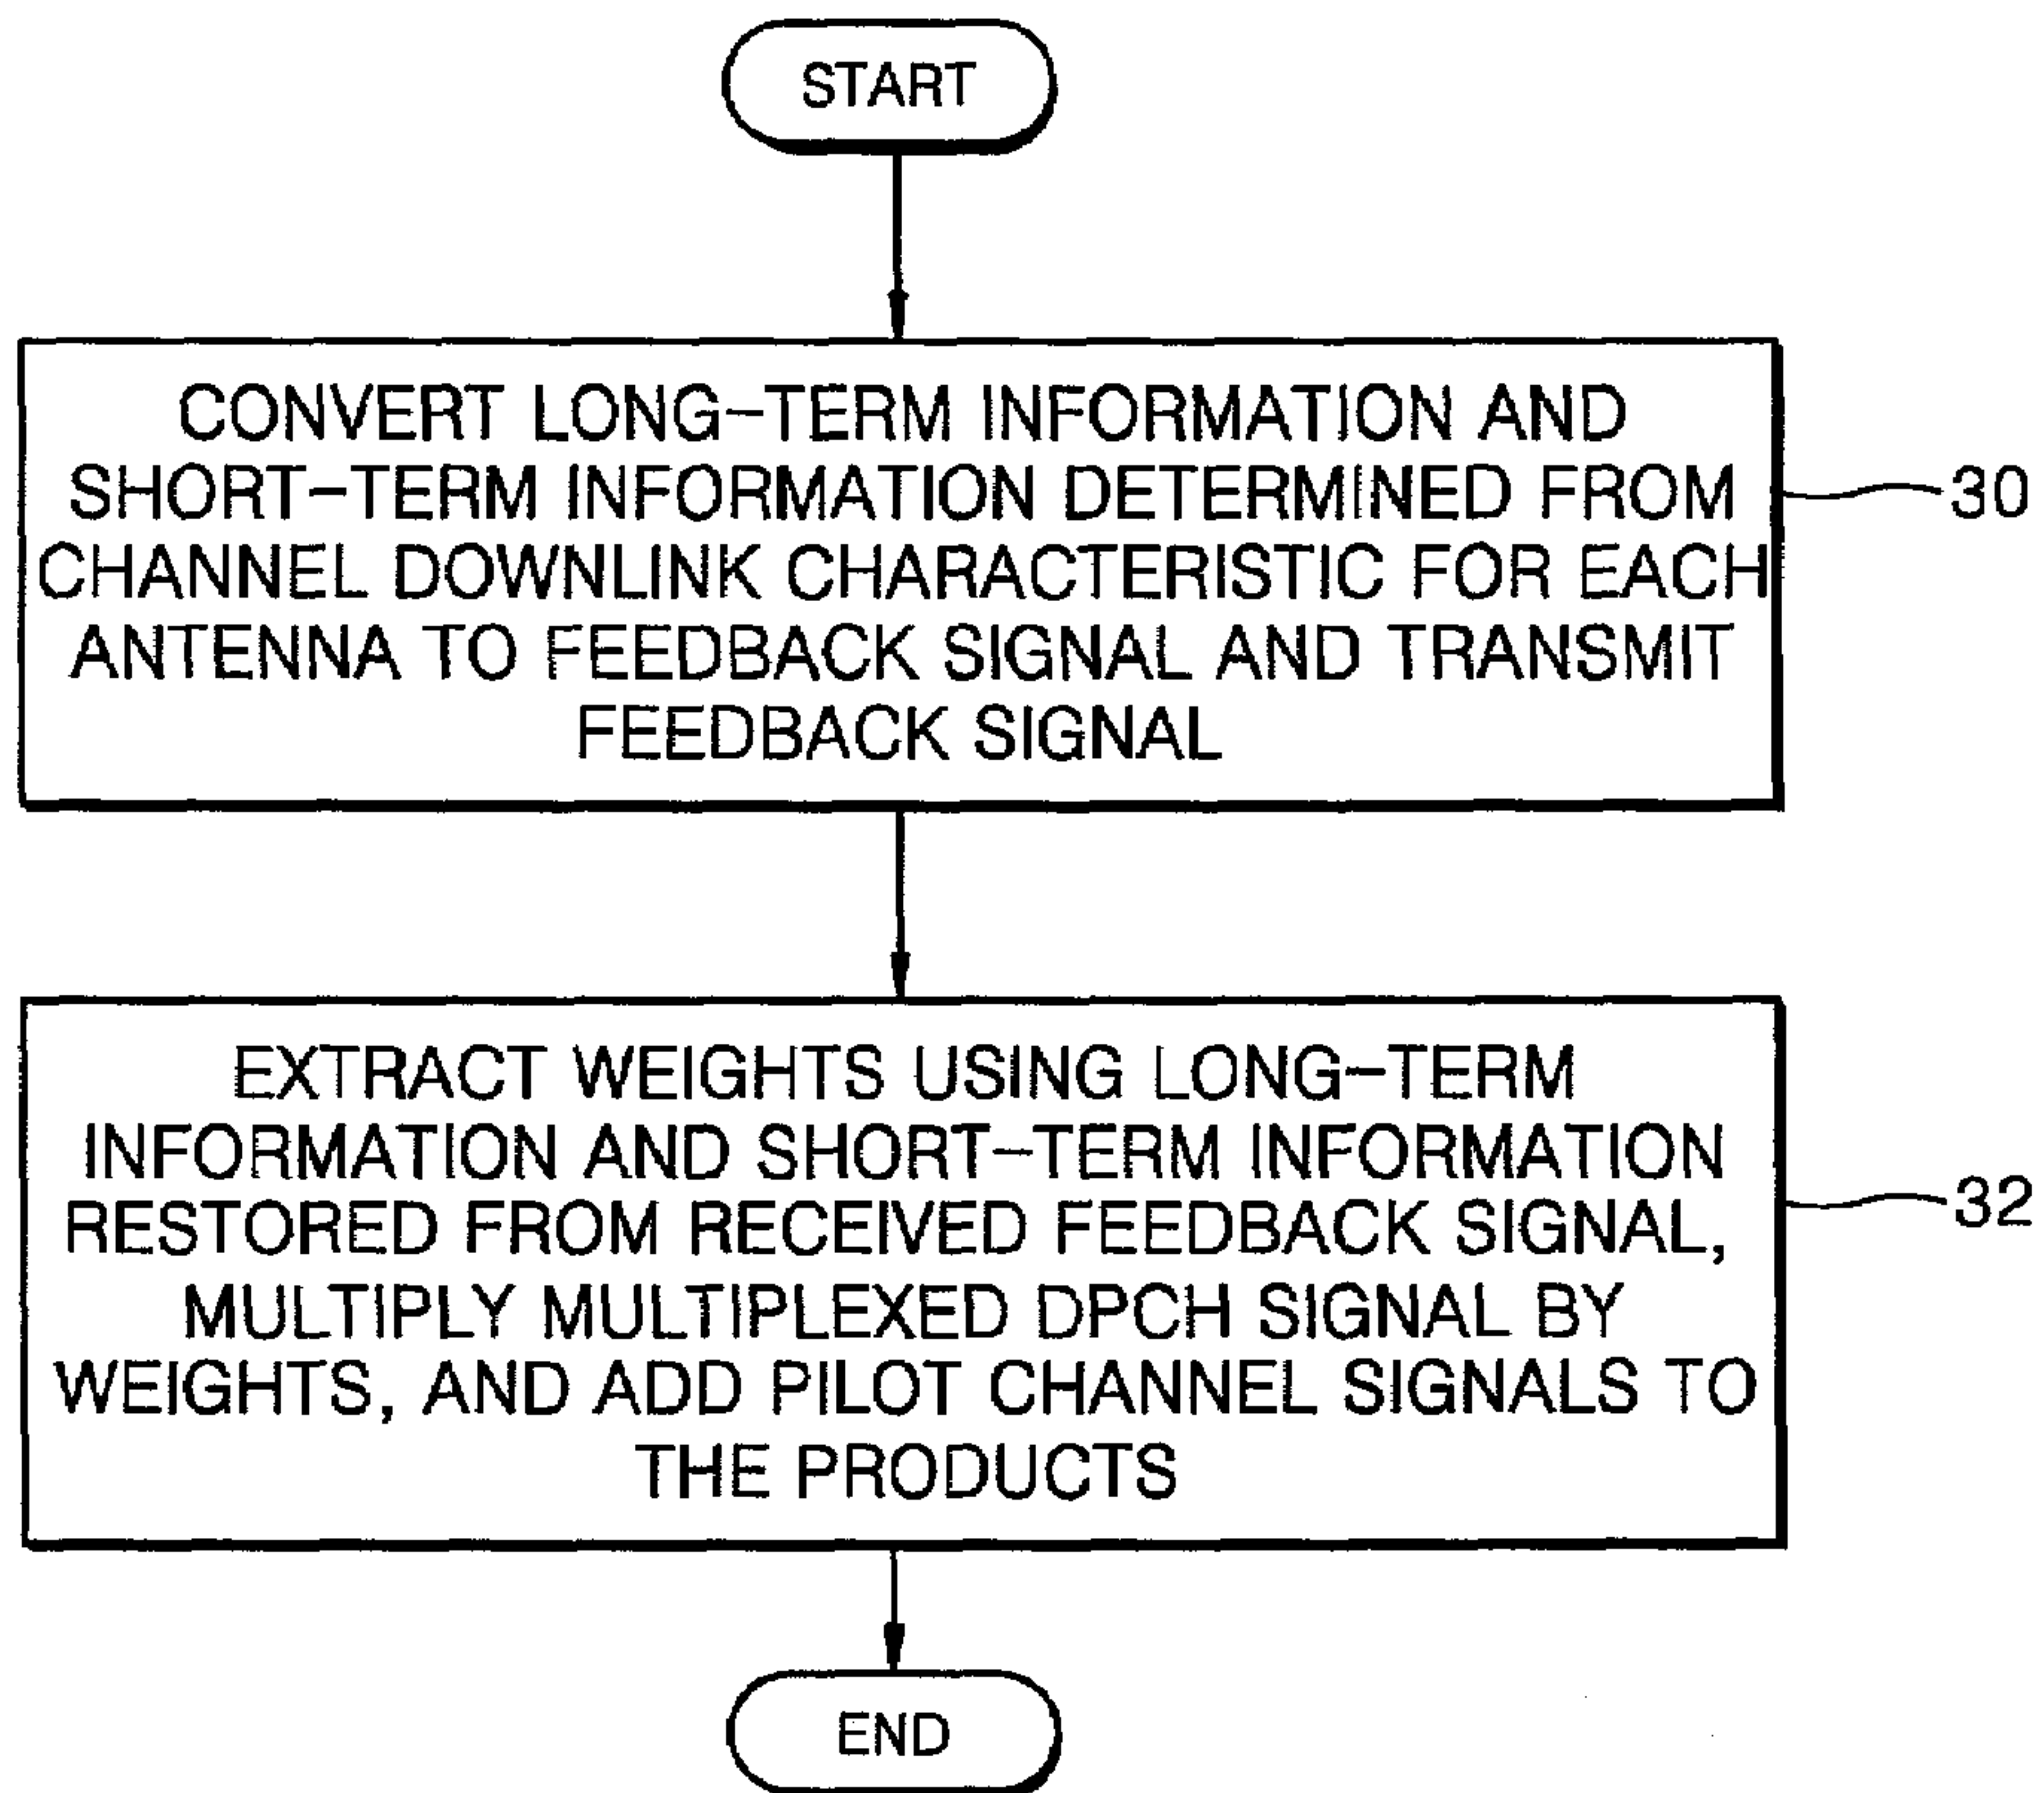 START
CONVERT LONG-TERM INFORMATION AND
SHORT-TERM INFORMATION DETERMINED FROM
CHANNEL DOWNLINK CHARACTERISTIC FOR EACH
ANTENNA TO FEEDBACK SIGNAL AND TRANSMIT
FEEDBACK SIGNAL
30
EXTRACT WEIGHTS USING LONG-TERM
INFORMATION AND SHORT-TERM INFORMATION
RESTORED FROM RECEIVED FEEDBACK SIGNAL,
MULTIPLY MULTIPLEXED DPCH SIGNAL BY
WEIGHTS, AND ADD PILOT CHANNEL SIGNALS TO
THE PRODUCTS
32
END